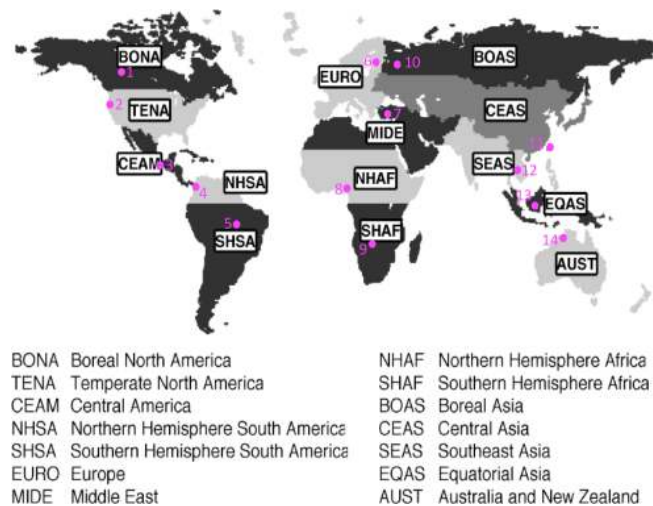 BONA
1
6
10
BOAS
EURO
2
TENA
CEAS
7
MIDE
11
CEAM
3
SEAS
12
4
NHSA
8
NHAF
13
EQAS
5
SHSA
SHAF
9
14
AUST
BONA Boreal North America
TENA Temperate North America
CEAM Central America
NHSA Northern Hemisphere South America
SHSA Southern Hemisphere South America
EURO Europe
MIDE Middle East
NHAF Northern Hemisphere Africa
SHAF Southern Hemisphere Africa
BOAS Boreal Asia
CEAS Central Asia
SEAS Southeast Asia
EQAS Equatorial Asia
AUST Australia and New Zealand